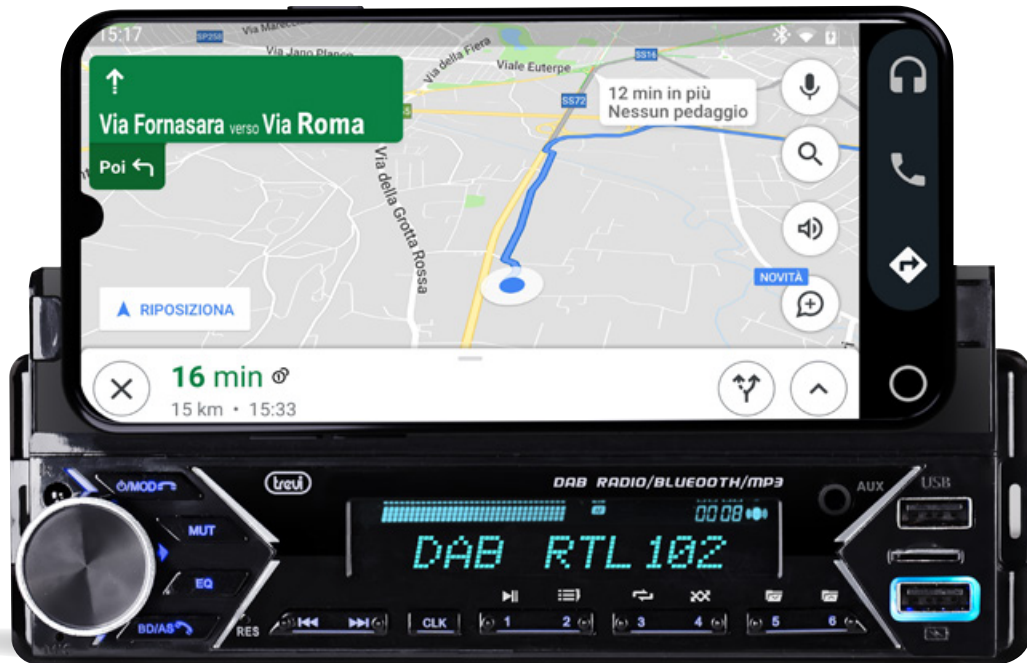 15:17
SP258
Via Jano Planco
Via della Fiera
Viale Euterpe
SS16
SS72
12 min in più
Nessun pedaggio
Via Fornasara verso Via Roma
Poi
Via della Grotta Rossa
NOVITÀ
RIPOSIZIONA
16 min
15 km • 15:33
trevi
DAB RADIO/BLUEOOTH/MP3
AUX
USB
/MOD
MUT
EQ
BD/AS
RES
0008
DAB RTL102
CLK
1
2
3
4
5
6